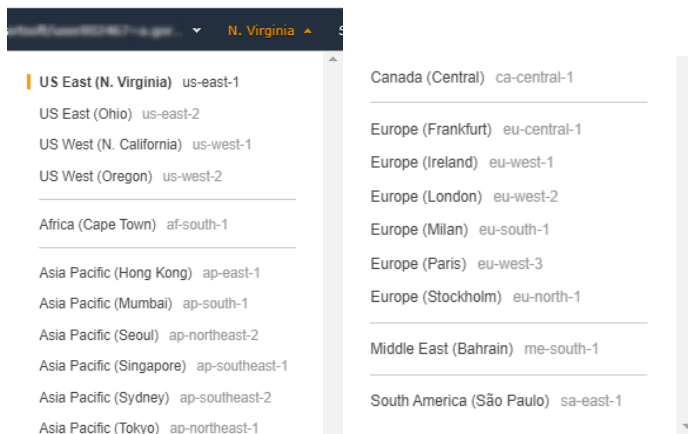 N. Virginia
US East (N. Virginia) us-east-1
US East (Ohio) us-east-2
US West (N. California) us-west-1
US West (Oregon) us-west-2
Africa (Cape Town) af-south-1
Asia Pacific (Hong Kong) ap-east-1
Asia Pacific (Mumbai) ap-south-1
Asia Pacific (Seoul) ap-northeast-2
Asia Pacific (Singapore) ap-southeast-1
Asia Pacific (Sydney) ap-southeast-2
Asia Pacific (Tokyo) ap-northeast-1
Canada (Central) ca-central-1
Europe (Frankfurt) eu-central-1
Europe (Ireland) eu-west-1
Europe (London) eu-west-2
Europe (Milan) eu-south-1
Europe (Paris) eu-west-3
Europe (Stockholm) eu-north-1
Middle East (Bahrain) me-south-1
South America (São Paulo) sa-east-1